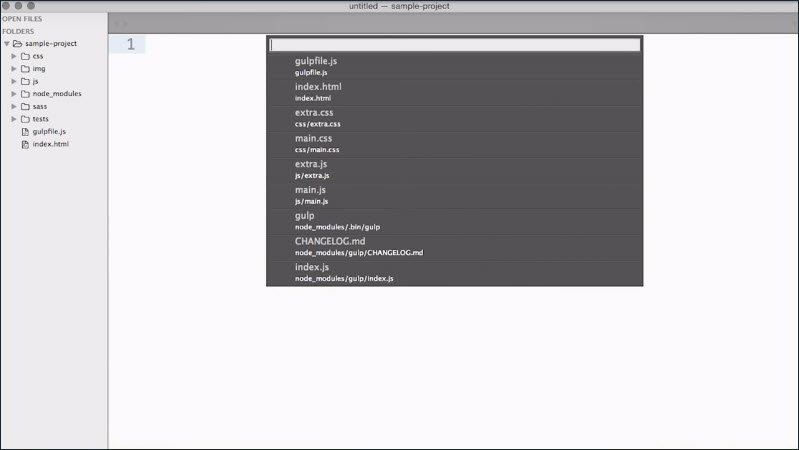 untitled — sample-project
OPEN FILES
FOLDERS
sample-project
css
img
js
node_modules
sass
tests
gulpfile.js
index.html
1
gulpfile.js
gulpfile.js
index.html
index.html
extra.css
css/extra.css
main.css
css/main.css
extra.js
js/extra.js
main.js
js/main.js
gulp
node_modules/.bin/gulp
CHANGELOG.md
node_modules/gulp/CHANGELOG.md
index.js
node_modules/gulp/index.js